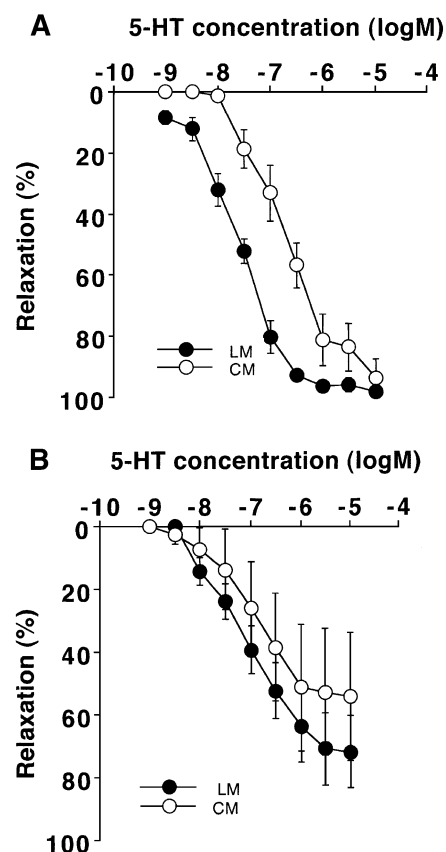 A
5-HT concentration (logM)
-10 -9 -8 -7 -6 -5 -4
0
20
40
60
80
100
Relaxation (%)
LM
CM
B
5-HT concentration (logM)
-10 -9 -8 -7 -6 -5 -4
0
20
40
60
80
100
Relaxation (%)
LM
CM